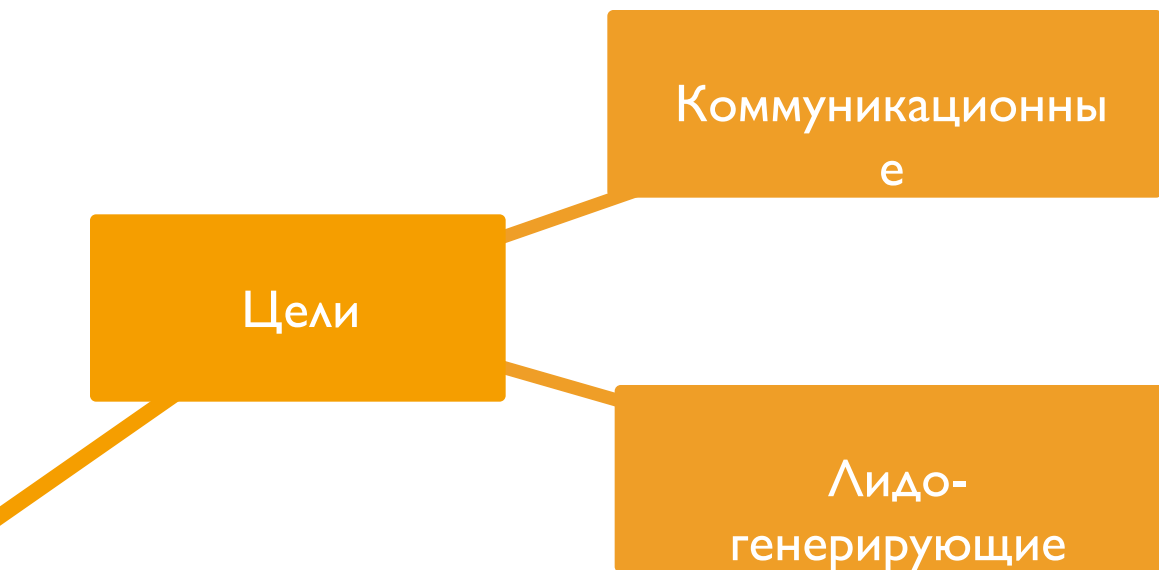 Коммуникационны
е
Цели
Лидо-
генерирующие